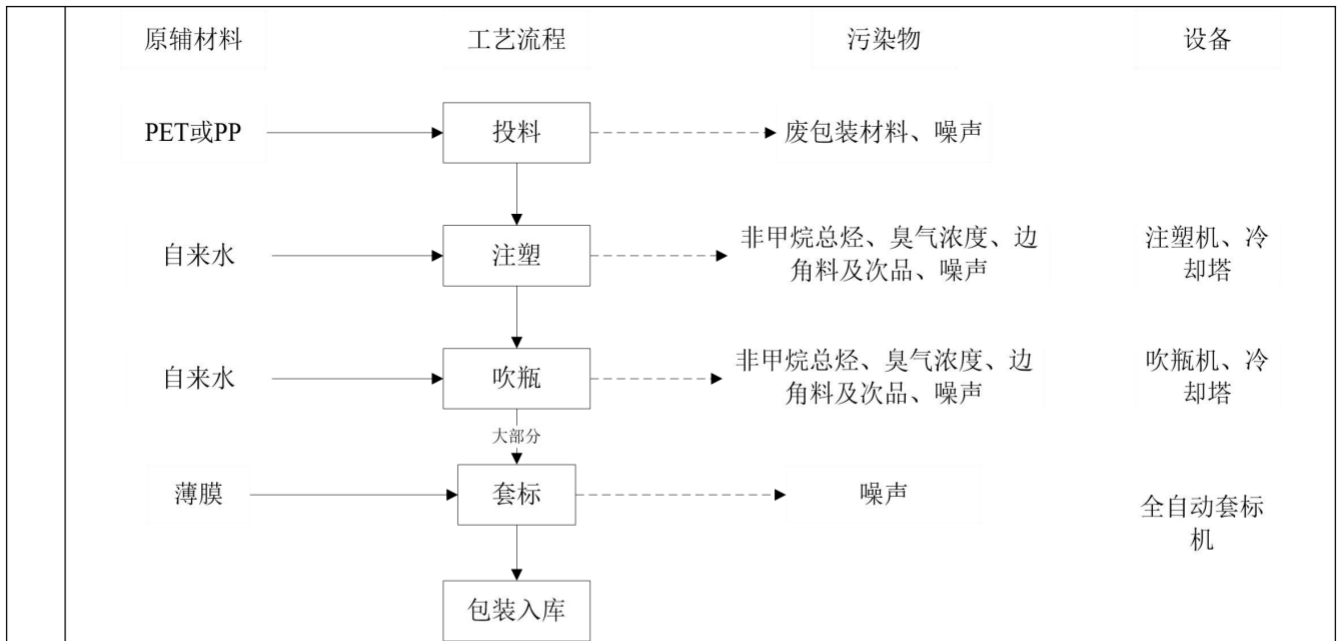 原辅材料 工艺流程 污染物 设备
PET或PP 投料 废包装材料、噪声
自来水 注塑 非甲烷总烃、臭气浓度、边
角料及次品、噪声 注塑机、冷
却塔
自来水 吹瓶 非甲烷总烃、臭气浓度、边
角料及次品、噪声 吹瓶机、冷
却塔
大部分
薄膜 套标 噪声 全自动套标
机
包装入库